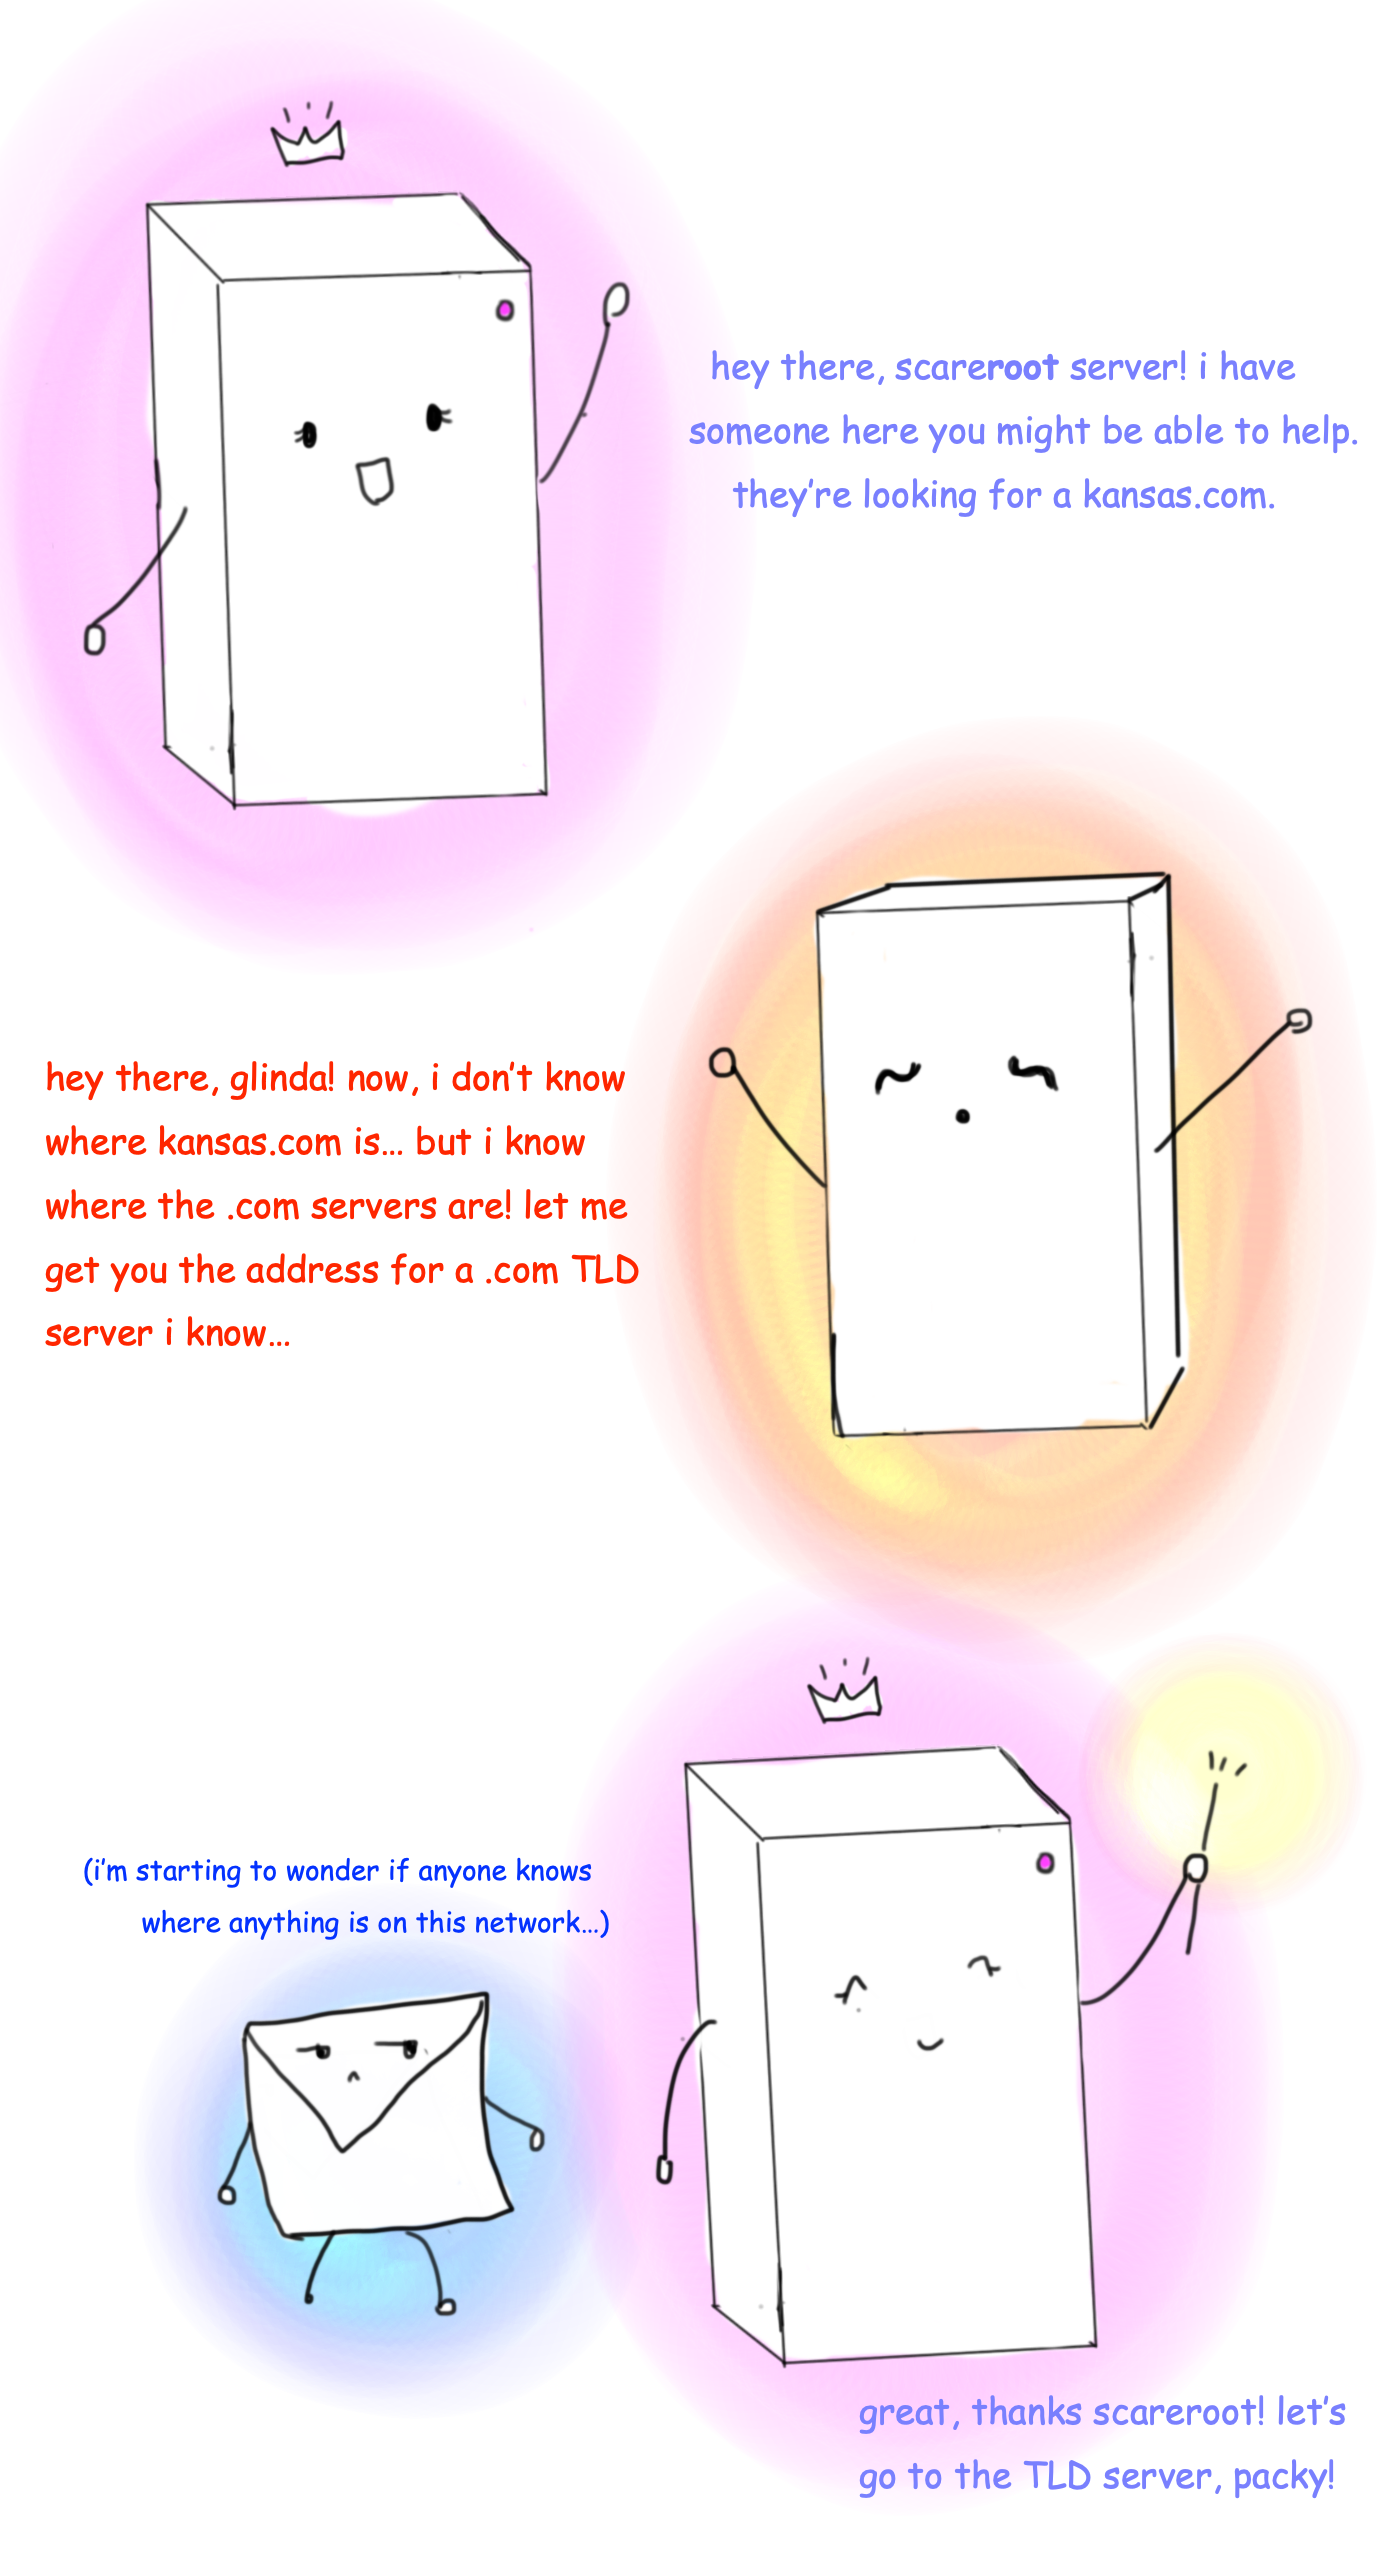 hey there, scareroot server! i have
someone here you might be able to help.
they're looking for a kansas.com.
hey there, glinda! now, i don't know
where kansas.com is... but i know
where the .com servers are! let me
get you the address for a .com TLD
server i know...
(i'm starting to wonder if anyone knows
where anything is on this network...)
great, thanks scareroot! let's
go to the TLD server, packy!